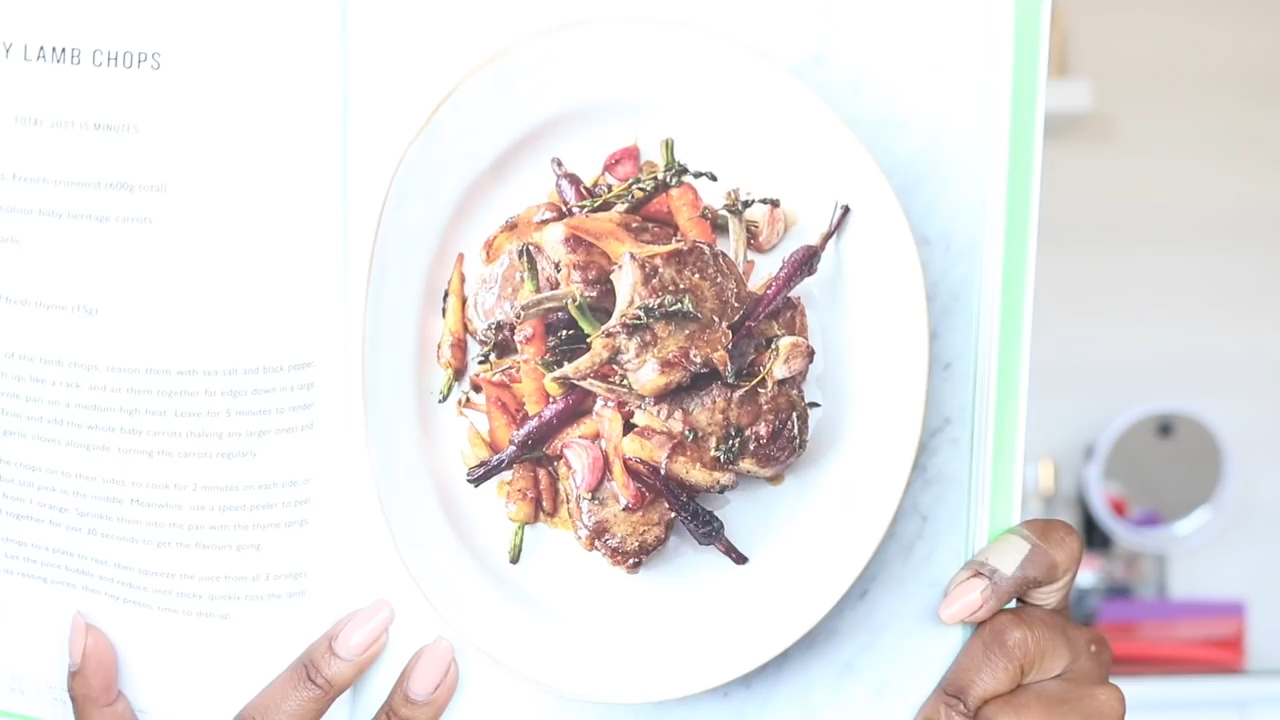 Y LAMB CHOPS
TOTAL JUST 15 MINUTES
s, French-trimmed (600g total)
colour baby heritage carrots
garlic
fresh thyme (15g)
of the lamb chops, season them with sea salt and black pepper,
up, like a rack, and sit them together fat edges down in a large
pan on a medium-high heat. Leave for 5 minutes to render
and add the whole baby carrots (halving any larger ones) and
garlic cloves alongside, turning the carrots regularly
chops on to their sides, to cook for 2 minutes on each side, or
but still pink in the middle. Meanwhile, use a speed-peeler to peel
from 1 orange. Sprinkle them into the pan with the thyme sprigs
together for just 30 seconds to get the flavours going
chops to a plate to rest, then squeeze the juice from all 3 oranges
Let the juice bubble and reduce until sticky, quickly toss the lamb
its resting juices, then hey presto, time to dish up